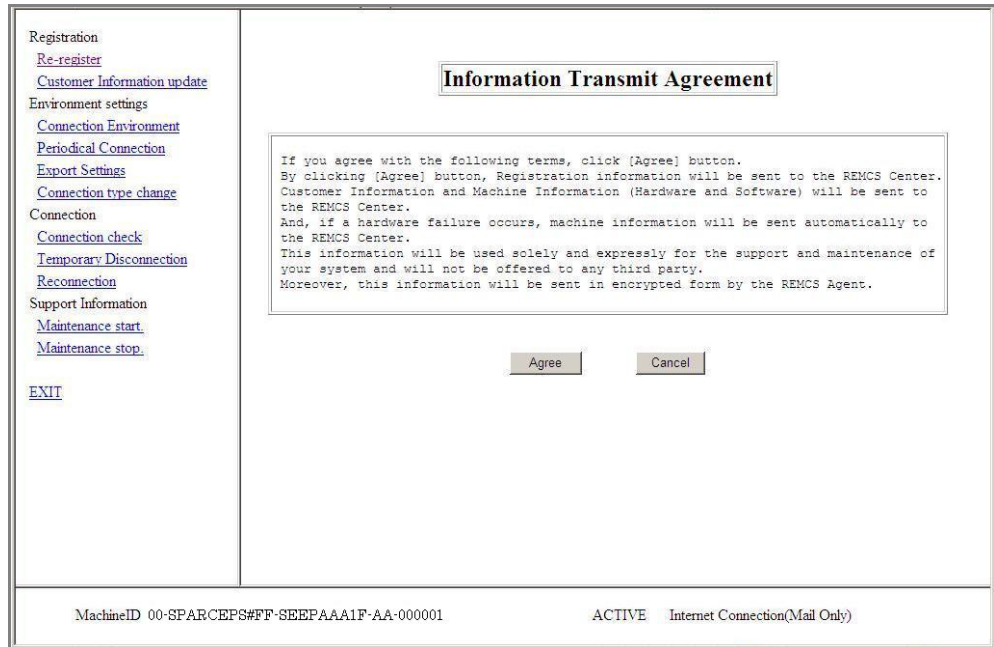 Registration
Re-register
Customer Information update
Environment settings
Connection Environment
Periodical Connection
Export Settings
Connection type change
Connection
Connection check
Temporary Disconnection
Reconnection
Support Information
Maintenance start.
Maintenance stop.
EXIT
Information Transmit Agreement
If you agree with the following terms, click [Agree] button.
By clicking [Agree] button, Registration information will be sent to the REMCS Center.
Customer Information and Machine Information (Hardware and Software) will be sent to
the REMCS Center.
And, if a hardware failure occurs, machine information will be sent automatically to
the REMCS Center.
This information will be used solely and expressly for the support and maintenance of
your system and will not be offered to any third party.
Moreover, this information will be sent in encrypted form by the REMCS Agent.
Agree Cancel
MachineID 00-SPARCEPS#FF-SEEPAAA1F-AA-000001 ACTIVE Internet Connection(Mail Only)